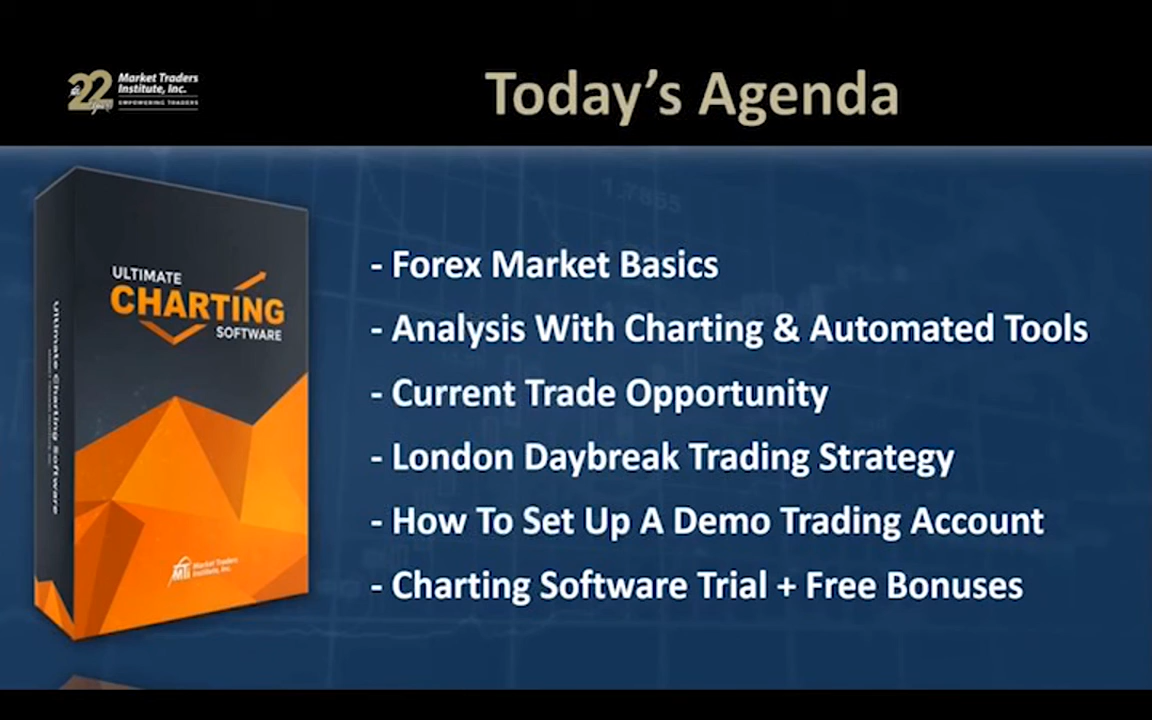 22
Market Traders
Institute, Inc.
EMPOWERING TRADERS
Today's Agenda
ULTIMATE
CHARTING
SOFTWARE
Ultimate Charting Software
MTI
Market Traders
Institute, Inc.
- Forex Market Basics
- Analysis With Charting & Automated Tools
- Current Trade Opportunity
- London Daybreak Trading Strategy
- How To Set Up A Demo Trading Account
- Charting Software Trial + Free Bonuses